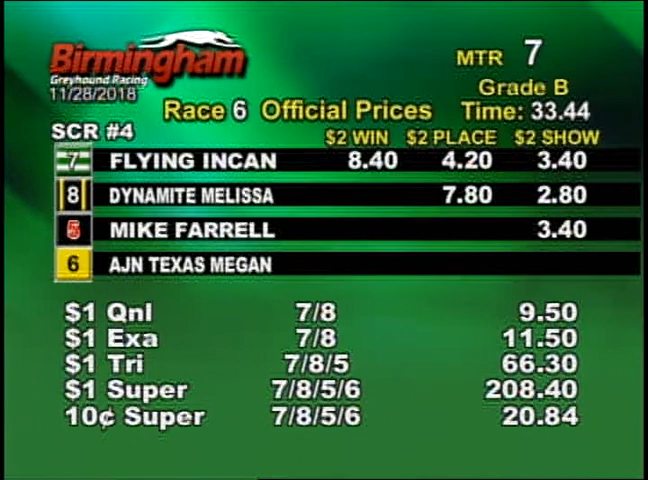 Birmingham
Greyhound Racing
11/28/2018
MTR 7
Grade B
Race 6 Official Prices Time: 33.44
SCR #4
$2 WIN $2 PLACE $2 SHOW
7 FLYING INCAN 8.40 4.20 3.40
8 DYNAMITE MELISSA 7.80 2.80
5 MIKE FARRELL 3.40
6 AJN TEXAS MEGAN
$1 Qnl 7/8 9.50
$1 Exa 7/8 11.50
$1 Tri 7/8/5 66.30
$1 Super 7/8/5/6 208.40
10¢ Super 7/8/5/6 20.84